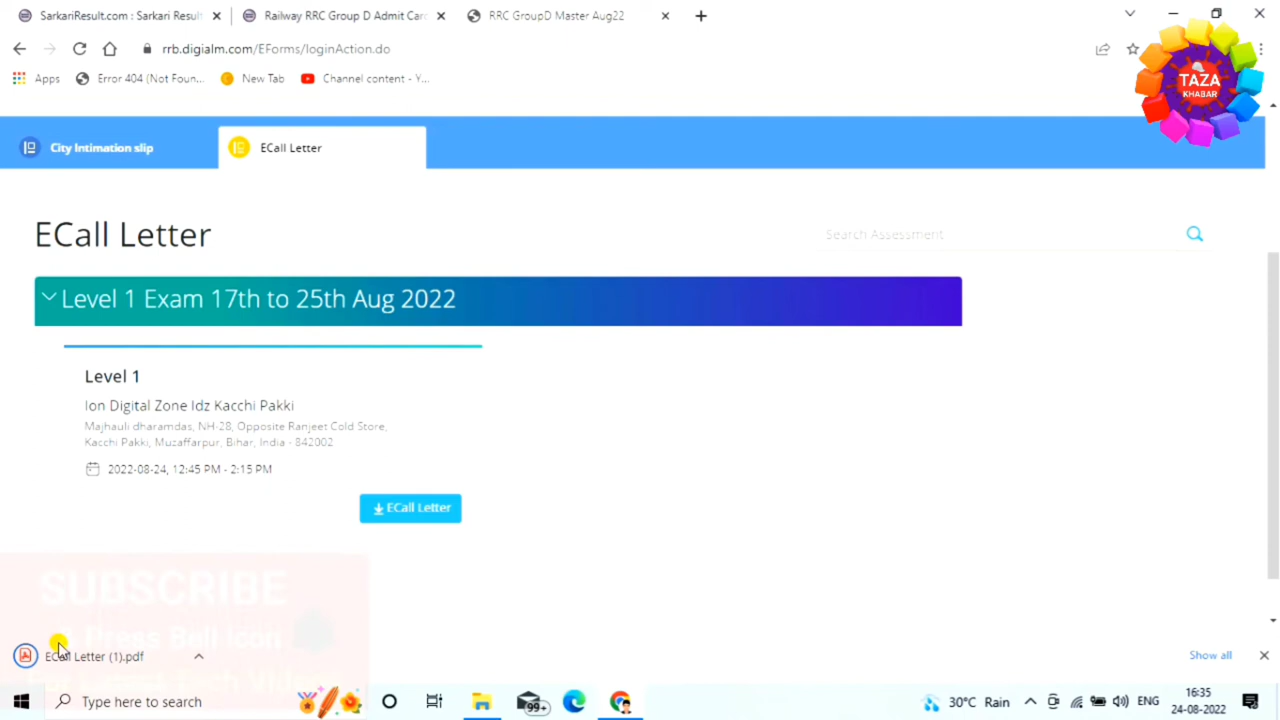 SarkariResult.com : Sarkari Result
Railway RRC Group D Admit Card
RRC GroupD Master Aug22
rrb.digialm.com/EForms/loginAction.do
Apps
Error 404 (Not Foun...
New Tab
Channel content - Y...
TAZA
KHABAR
City Intimation slip
ECall Letter
ECall Letter
Search Assessment
Level 1 Exam 17th to 25th Aug 2022
Level 1
Ion Digital Zone Idz Kacchi Pakki
Majhauli dharamdas, NH-28, Opposite Ranjeet Cold Store,
Kacchi Pakki, Muzaffarpur, Bihar, India - 842002
2022-08-24, 12:45 PM - 2:15 PM
ECall Letter
SUBSCRIBE
Press Bell Icon
ECall Letter (1).pdf
Show all
Type here to search
99+
30°C Rain
ENG
16:35
24-08-2022